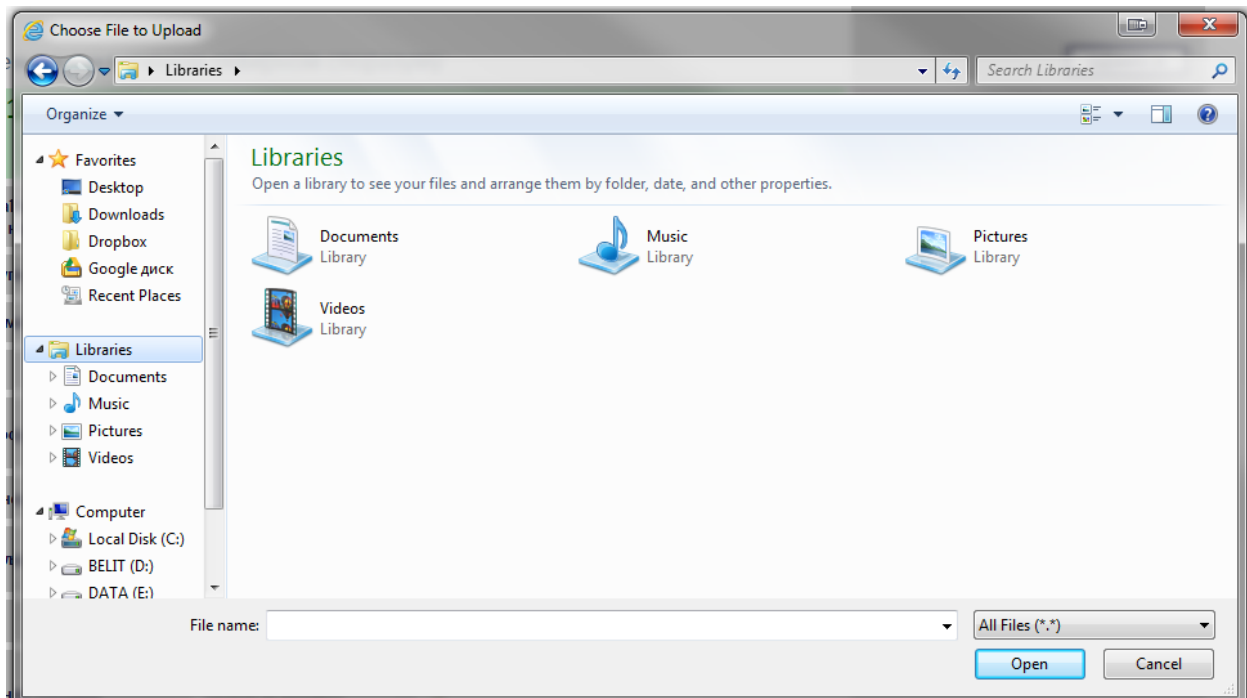 Choose File to Upload
Libraries
Search Libraries
Organize
Favorites
Desktop
Downloads
Dropbox
Google диск
Recent Places
Libraries
Documents
Music
Pictures
Videos
Computer
Local Disk (C:)
BELIT (D:)
DATA (E:)
Libraries
Open a library to see your files and arrange them by folder, date, and other properties.
Documents
Library
Music
Library
Pictures
Library
Videos
Library
File name:
All Files (*.*)
Open
Cancel